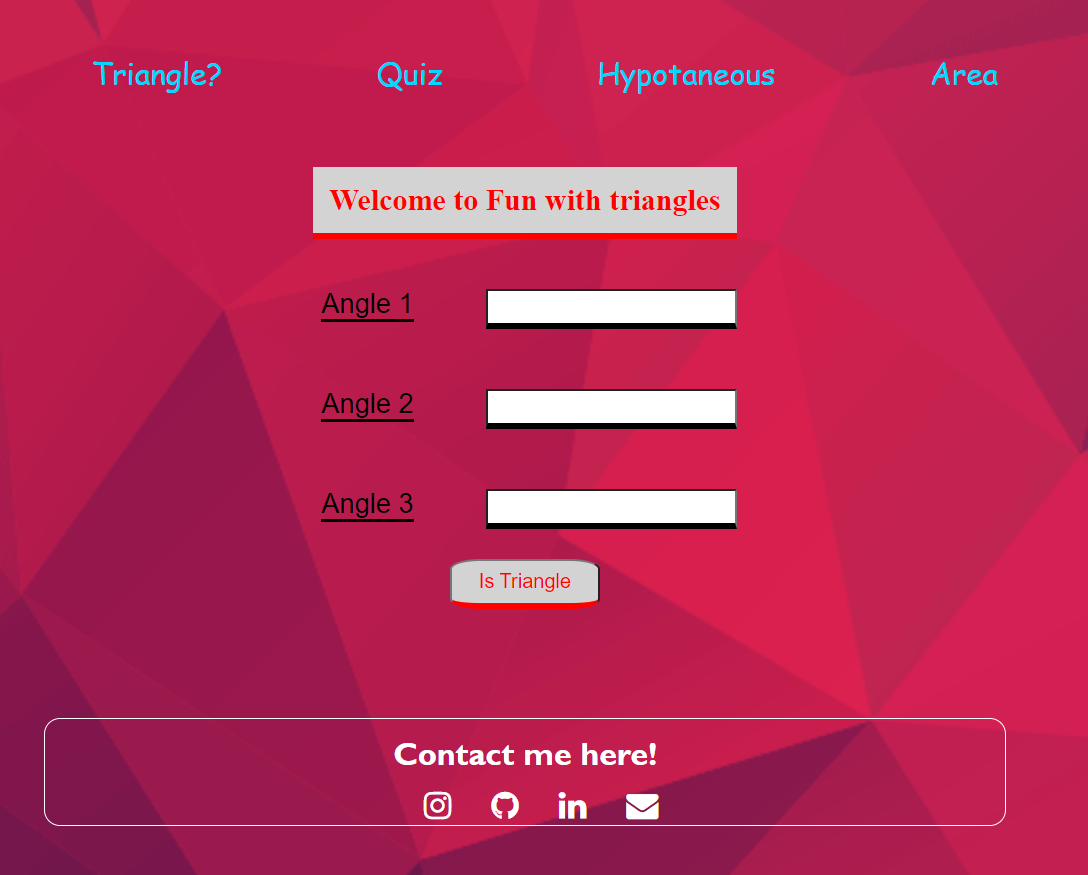 Triangle? Quiz Hypotaneous Area
Welcome to Fun with triangles
Angle 1
Angle 2
Angle 3
Is Triangle
Contact me here!